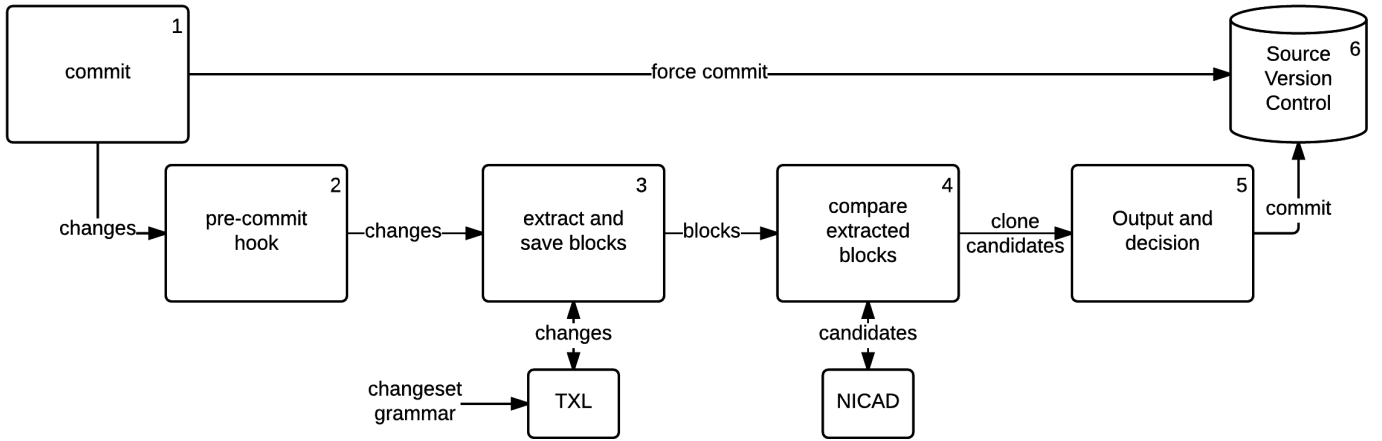 1
commit
force commit
Source
6
Version
Control
changes
2
pre-commit
hook
changes
3
extract and
save blocks
blocks
4
compare
extracted
blocks
clone
candidates
5
Output and
decision
commit
changes
candidates
changeset
grammar
TXL
NICAD